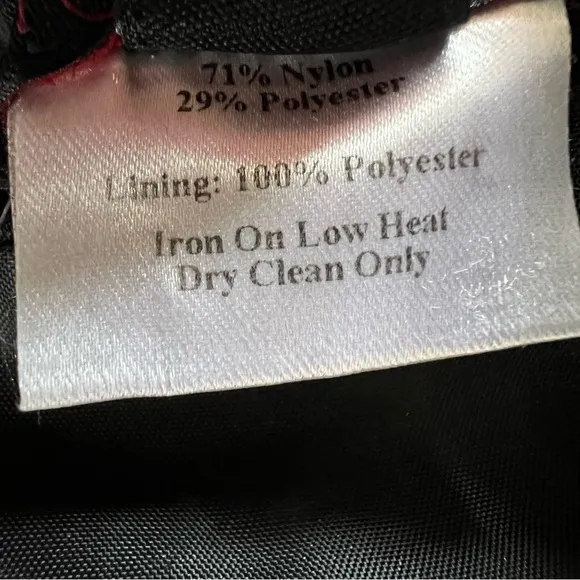 71% Nylon
29% Polyester
Lining: 100% Polyester
Iron On Low Heat
Dry Clean Only